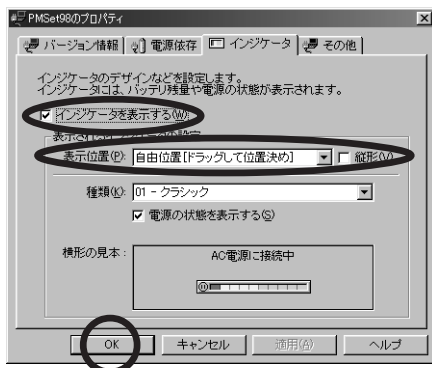 PMSet98のプロパティ
バージョン情報 電源依存 インジケータ その他
インジケータのデザインなどを設定します。
インジケータには、バッテリ残量や電源の状態が表示されます。
インジケータを表示する(W)
表示位置(P): 自由位置[ドラッグして位置決め] 縦形(V)
種類(K): 01 - クラシック
電源の状態を表示する(S)
横形の見本:
AC電源に接続中
OK キャンセル 適用(A) ヘルプ